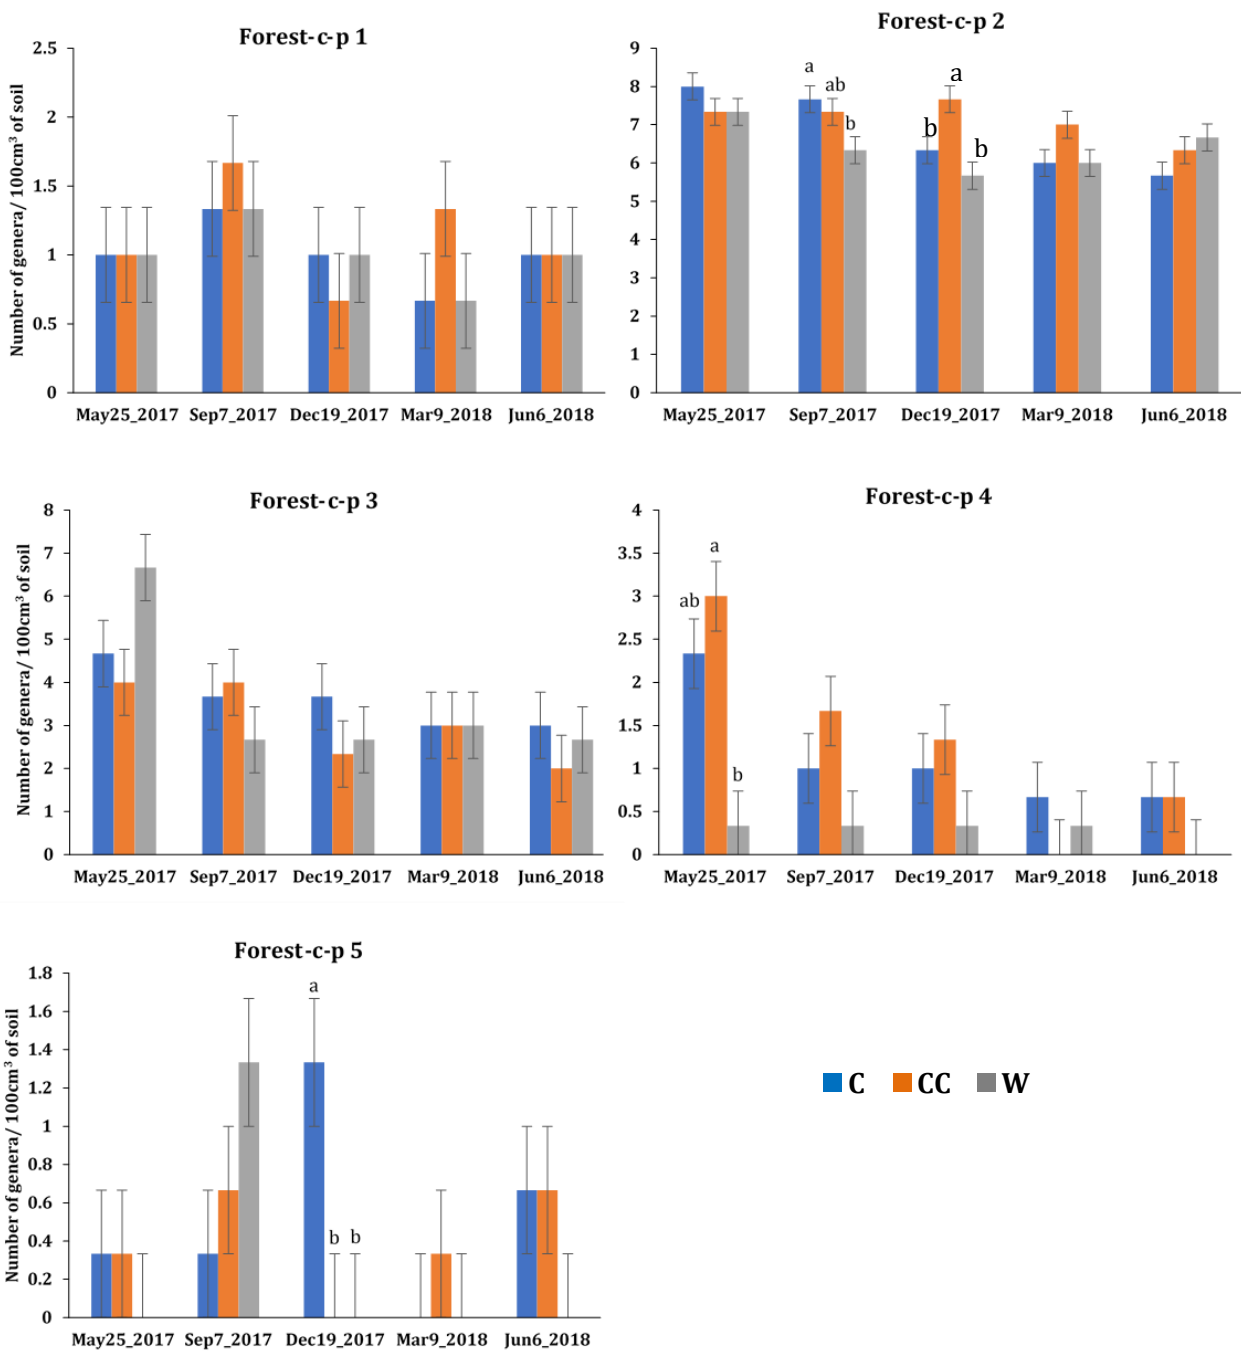 Forest-c-p 1
Number of genera/ 100cm³ of soil
2.5
2
1.5
1
0.5
0
May25_2017 Sep7_2017 Dec19_2017 Mar9_2018 Jun6_2018
Forest-c-p 2
9
8
7
6
5
4
3
2
1
0
a
ab
b
b
a
b
May25_2017 Sep7_2017 Dec19_2017 Mar9_2018 Jun6_2018
Forest-c-p 3
Number of genera/ 100cm³ of soil
8
7
6
5
4
3
2
1
0
May25_2017 Sep7_2017 Dec19_2017 Mar9_2018 Jun6_2018
Forest-c-p 4
4
3.5
3
2.5
2
1.5
1
0.5
0
ab
a
b
May25_2017 Sep7_2017 Dec19_2017 Mar9_2018 Jun6_2018
Forest-c-p 5
Number of genera/ 100cm³ of soil
1.8
1.6
1.4
1.2
1
0.8
0.6
0.4
0.2
0
a
b b
May25_2017 Sep7_2017 Dec19_2017 Mar9_2018 Jun6_2018
C CC W